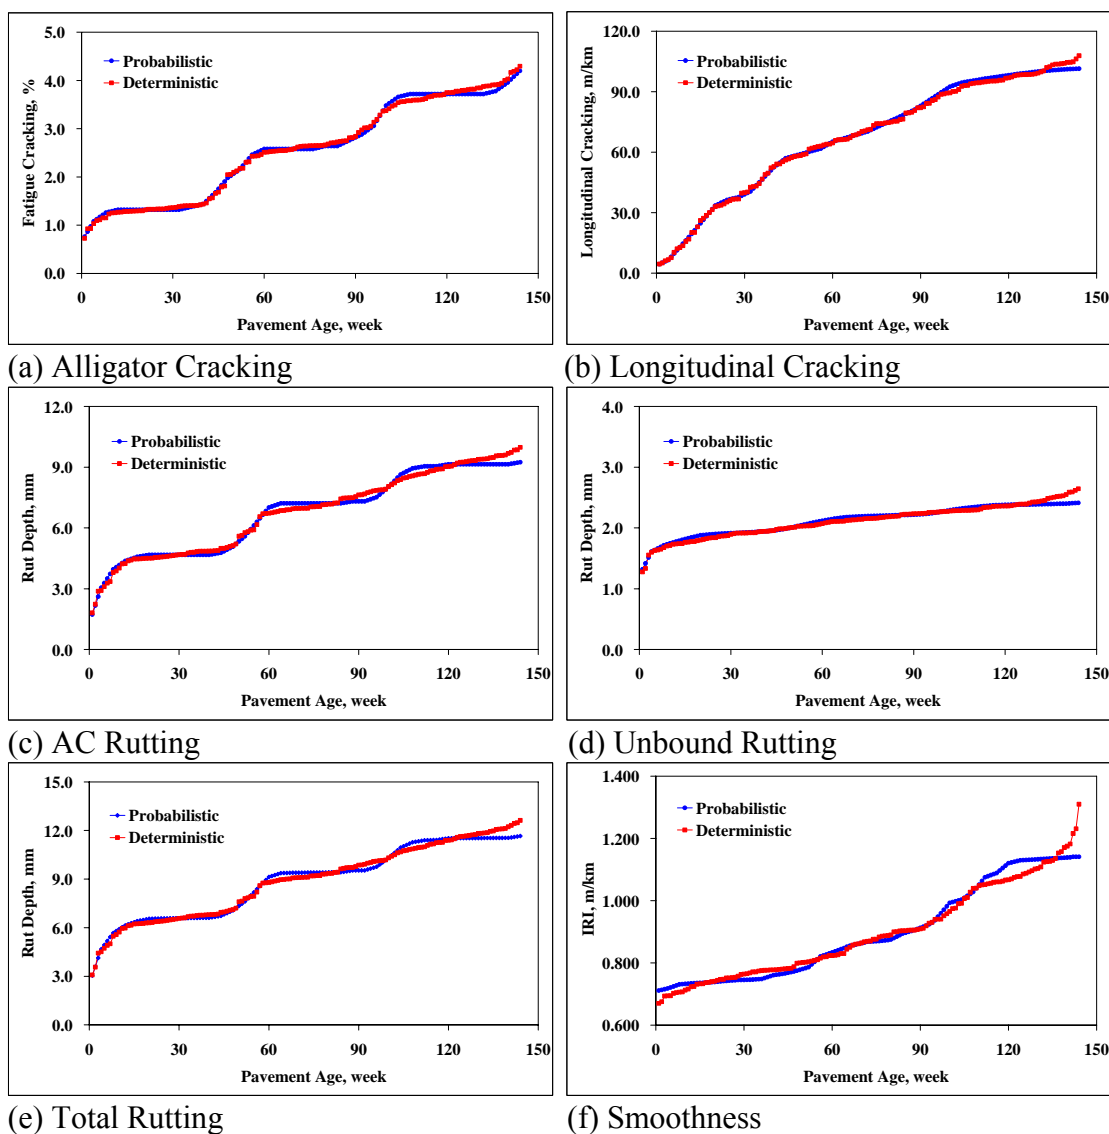 5.0
4.0
3.0
2.0
1.0
0.0
Fatigue Cracking, %
Probabilistic
Deterministic
0 30 60 90 120 150
Pavement Age, week
(a) Alligator Cracking
120.0
90.0
60.0
30.0
0.0
Longitudinal Cracking, m/km
Probabilistic
Deterministic
0 30 60 90 120 150
Pavement Age, week
(b) Longitudinal Cracking
12.0
9.0
6.0
3.0
0.0
Rut Depth, mm
Probabilistic
Deterministic
0 30 60 90 120 150
Pavement Age, week
(c) AC Rutting
4.0
3.0
2.0
1.0
0.0
Rut Depth, mm
Probabilistic
Deterministic
0 30 60 90 120 150
Pavement Age, week
(d) Unbound Rutting
15.0
12.0
9.0
6.0
3.0
0.0
Rut Depth, mm
Probabilistic
Deterministic
0 30 60 90 120 150
Pavement Age, week
(e) Total Rutting
1.400
1.200
1.000
0.800
0.600
IRI, m/km
Probabilistic
Deterministic
0 30 60 90 120 150
Pavement Age, week
(f) Smoothness